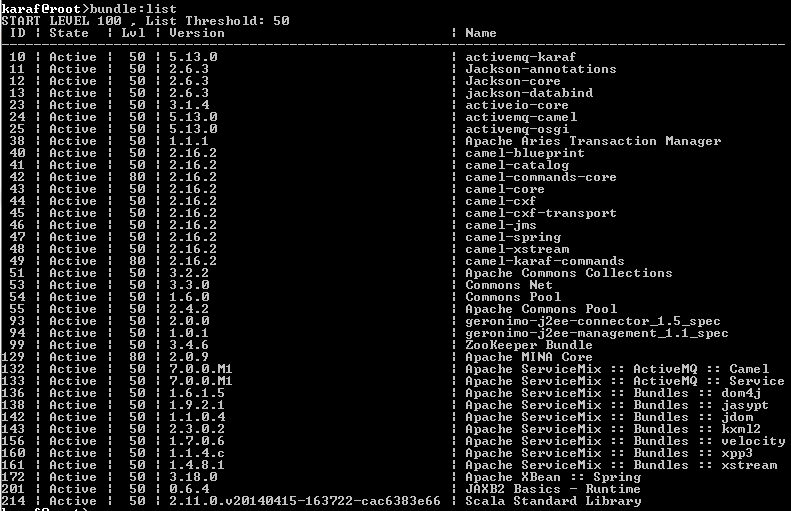 karaf@root>bundle:list
START LEVEL 100 , List Threshold: 50
ID | State | Lvl | Version | Name
10 | Active | 50 | 5.13.0 | activemq-karaf
11 | Active | 50 | 2.6.3 | Jackson-annotations
12 | Active | 50 | 2.6.3 | Jackson-core
13 | Active | 50 | 2.6.3 | jackson-databind
23 | Active | 50 | 3.1.4 | activeio-core
24 | Active | 50 | 5.13.0 | activemq-camel
25 | Active | 50 | 5.13.0 | activemq-osgi
38 | Active | 50 | 1.1.1 | Apache Aries Transaction Manager
40 | Active | 50 | 2.16.2 | camel-blueprint
41 | Active | 50 | 2.16.2 | camel-catalog
42 | Active | 80 | 2.16.2 | camel-commands-core
43 | Active | 50 | 2.16.2 | camel-core
44 | Active | 50 | 2.16.2 | camel-cxf
45 | Active | 50 | 2.16.2 | camel-cxf-transport
46 | Active | 50 | 2.16.2 | camel-jms
47 | Active | 50 | 2.16.2 | camel-spring
48 | Active | 50 | 2.16.2 | camel-xstream
49 | Active | 80 | 2.16.2 | camel-karaf-commands
51 | Active | 50 | 3.2.2 | Apache Commons Collections
53 | Active | 50 | 3.3.0 | Commons Net
54 | Active | 50 | 1.6.0 | Commons Pool
55 | Active | 50 | 2.4.2 | Apache Commons Pool
93 | Active | 50 | 2.0.0 | geronimo-j2ee-connector_1.5_spec
94 | Active | 50 | 1.0.1 | geronimo-j2ee-management_1.1_spec
99 | Active | 50 | 3.4.6 | ZooKeeper Bundle
129 | Active | 80 | 2.0.9 | Apache MINA Core
132 | Active | 50 | 7.0.0.M1 | Apache ServiceMix :: ActiveMQ :: Camel
133 | Active | 50 | 7.0.0.M1 | Apache ServiceMix :: ActiveMQ :: Service
136 | Active | 50 | 1.6.1.5 | Apache ServiceMix :: Bundles :: dom4j
138 | Active | 50 | 1.9.2.1 | Apache ServiceMix :: Bundles :: jasypt
142 | Active | 50 | 1.1.0.4 | Apache ServiceMix :: Bundles :: jdom
143 | Active | 50 | 2.3.0.2 | Apache ServiceMix :: Bundles :: kxml2
156 | Active | 50 | 1.7.0.6 | Apache ServiceMix :: Bundles :: velocity
160 | Active | 50 | 1.1.4.c | Apache ServiceMix :: Bundles :: xpp3
161 | Active | 50 | 1.4.8.1 | Apache ServiceMix :: Bundles :: xstream
172 | Active | 50 | 3.18.0 | Apache XBean :: Spring
201 | Active | 50 | 0.6.4 | JAXB2 Basics - Runtime
214 | Active | 50 | 2.11.0.v20140415-163722-cac6383e66 | Scala Standard Library